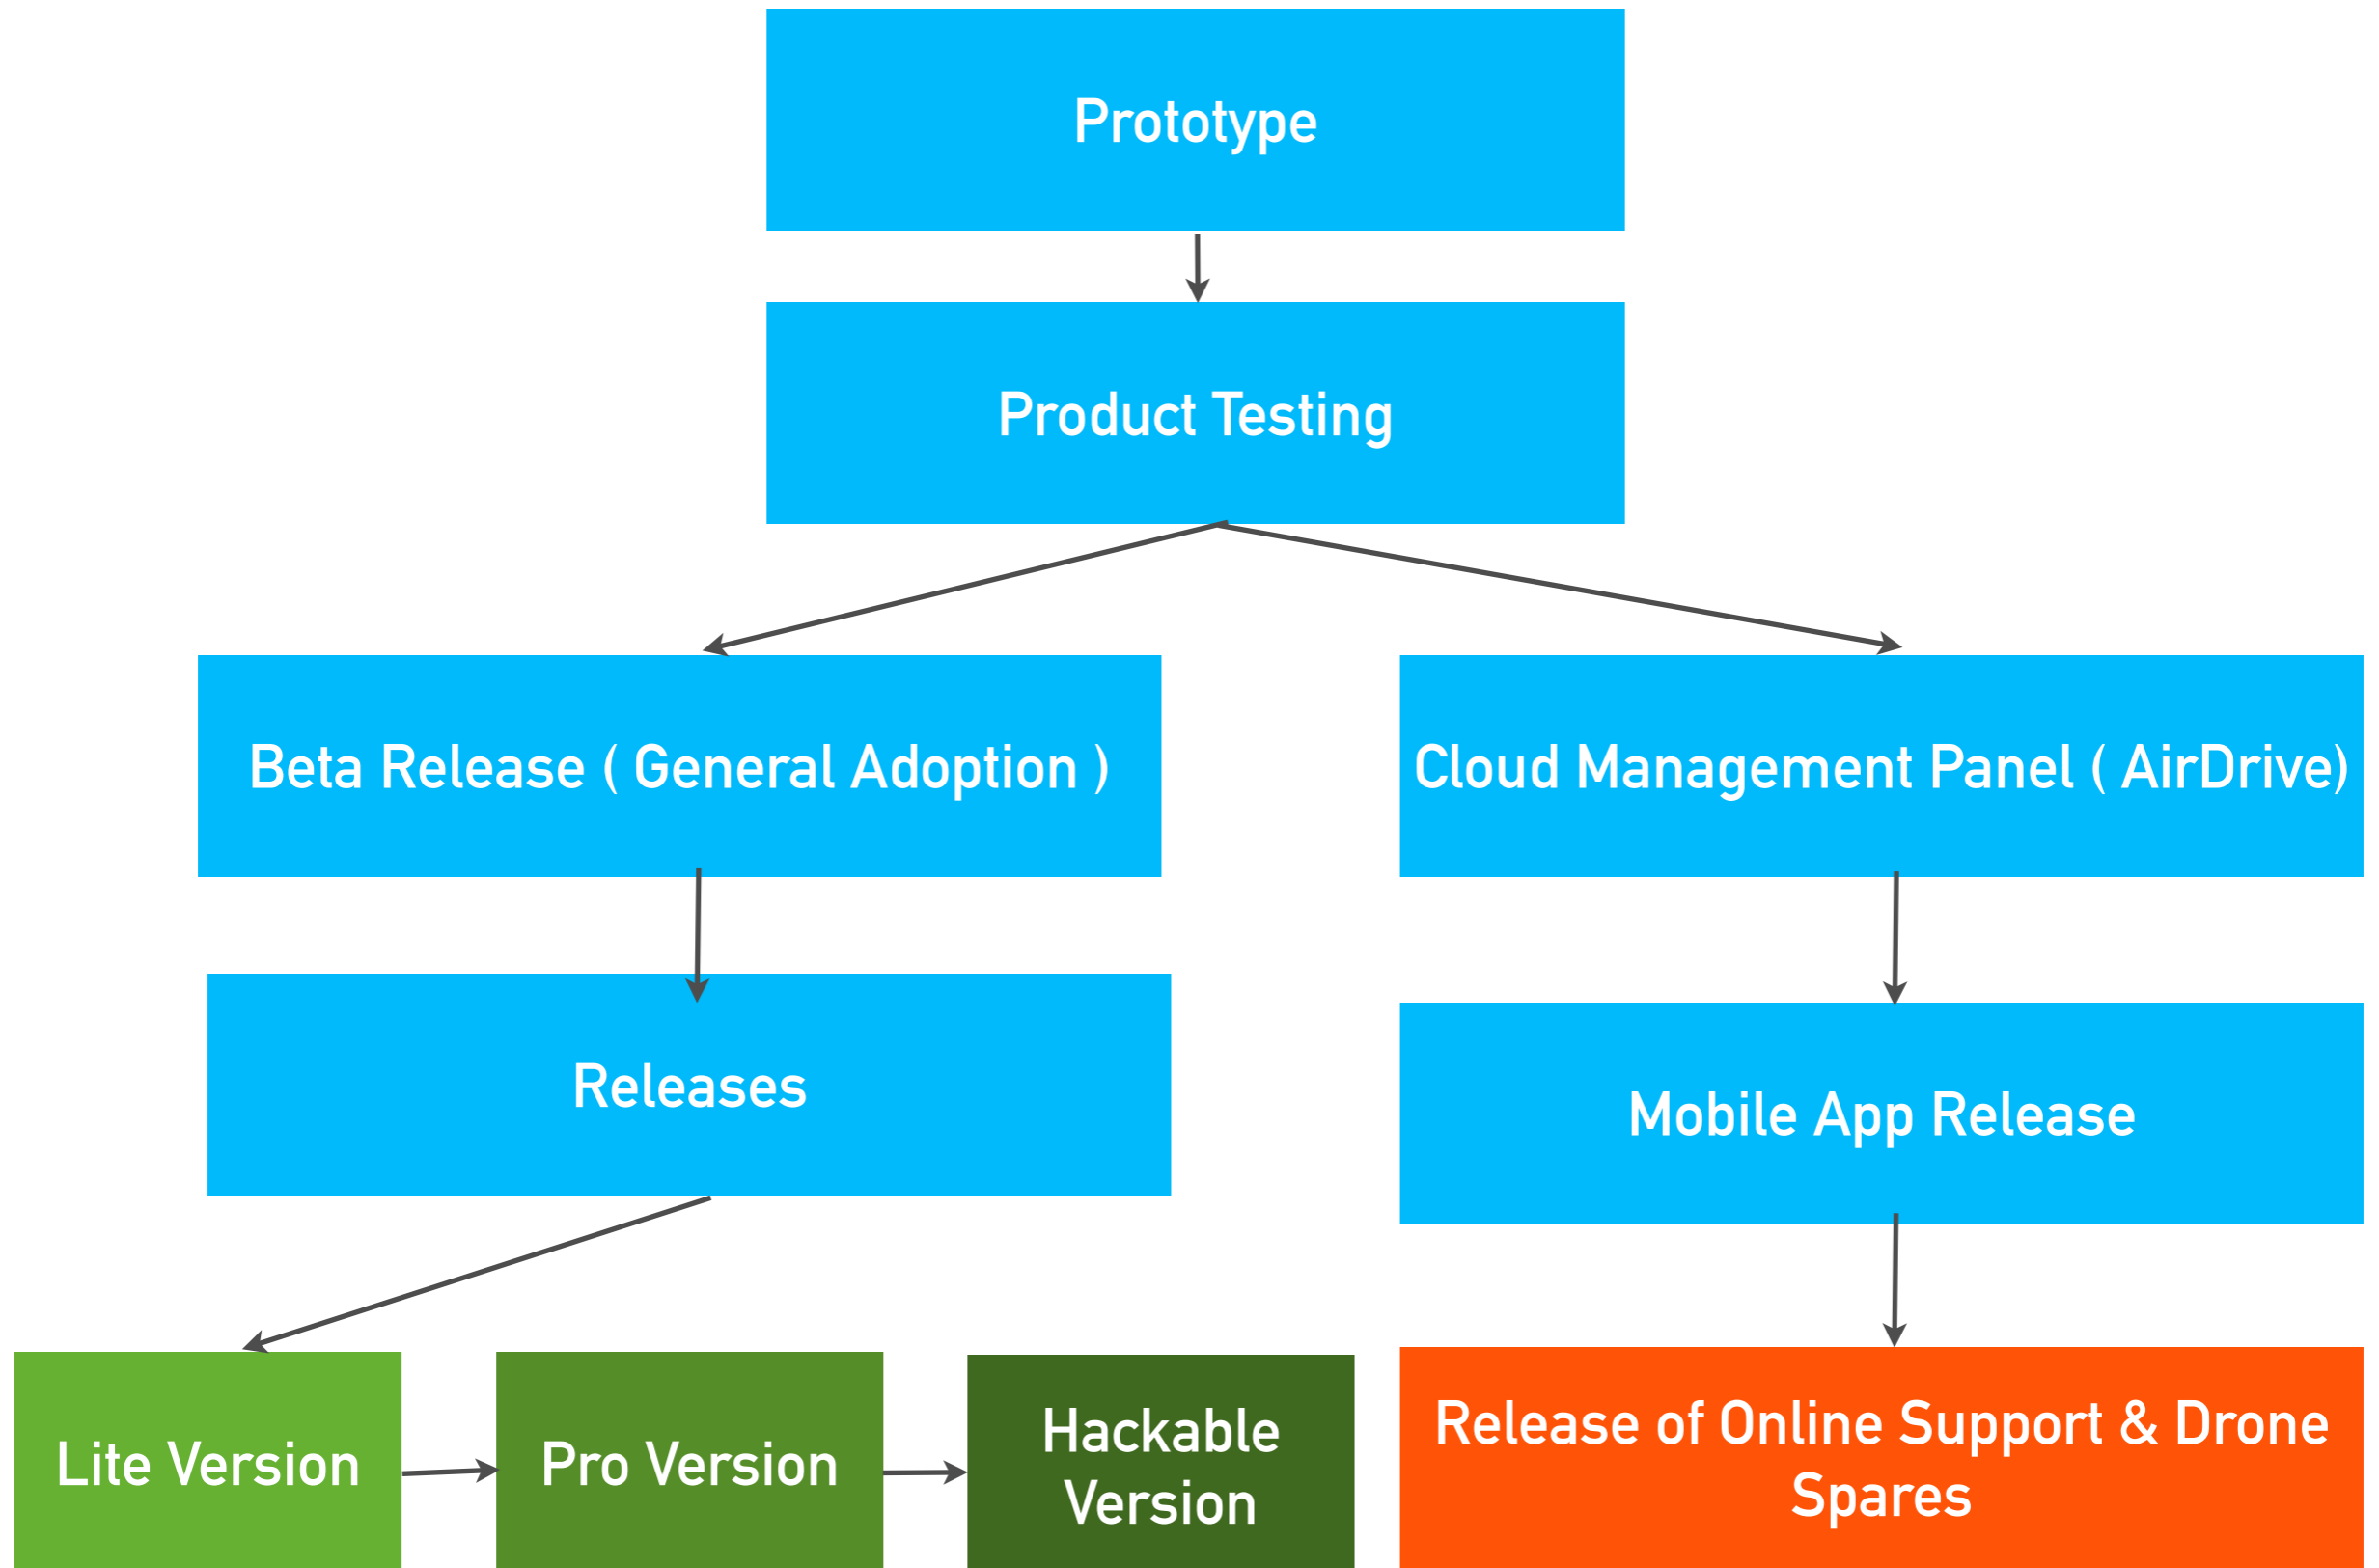 Prototype
Product Testing
Beta Release ( General Adoption )
Cloud Management Panel ( AirDrive)
Releases
Mobile App Release
Lite Version
Pro Version
Hackable
Version
Release of Online Support & Drone
Spares